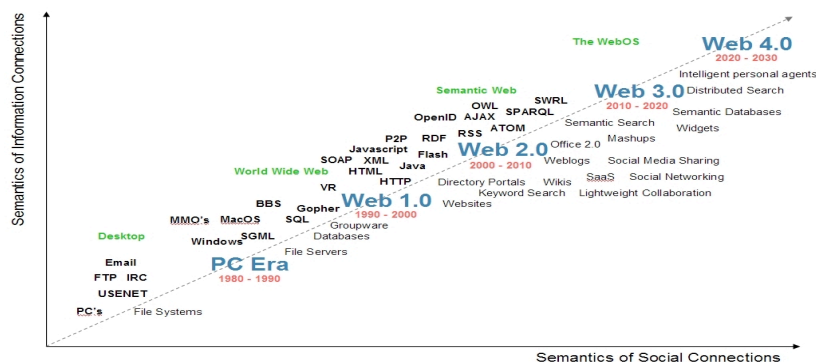 The WebOS
Web 4.0
2020 - 2030
Intelligent personal agents
Semantic Web
Web 3.0
Distributed Search
2010 - 2020
SWRL
OWL
SPARQL
Semantic Databases
OpenID
AJAX
Semantic Search
Widgets
ATOM
RSS
P2P
RDF
Mashups
Javascript
Web 2.0
Office 2.0
Flash
SOAP
XML
2000 - 2010
Weblogs
Social Media Sharing
Java
World Wide Web
HTML
HTTP
Directory Portals
Wikis
SaaS
Social Networking
VR
Keyword Search
Lightweight Collaboration
BBS
Gopher
Web 1.0
Websites
1990 - 2000
MMO's
MacOS
SQL
Groupware
Desktop
Windows
SGML
Databases
File Servers
Email
PC Era
FTP
IRC
1980 - 1990
USENET
PC's
File Systems
Semantics of Information Connections
Semantics of Social Connections